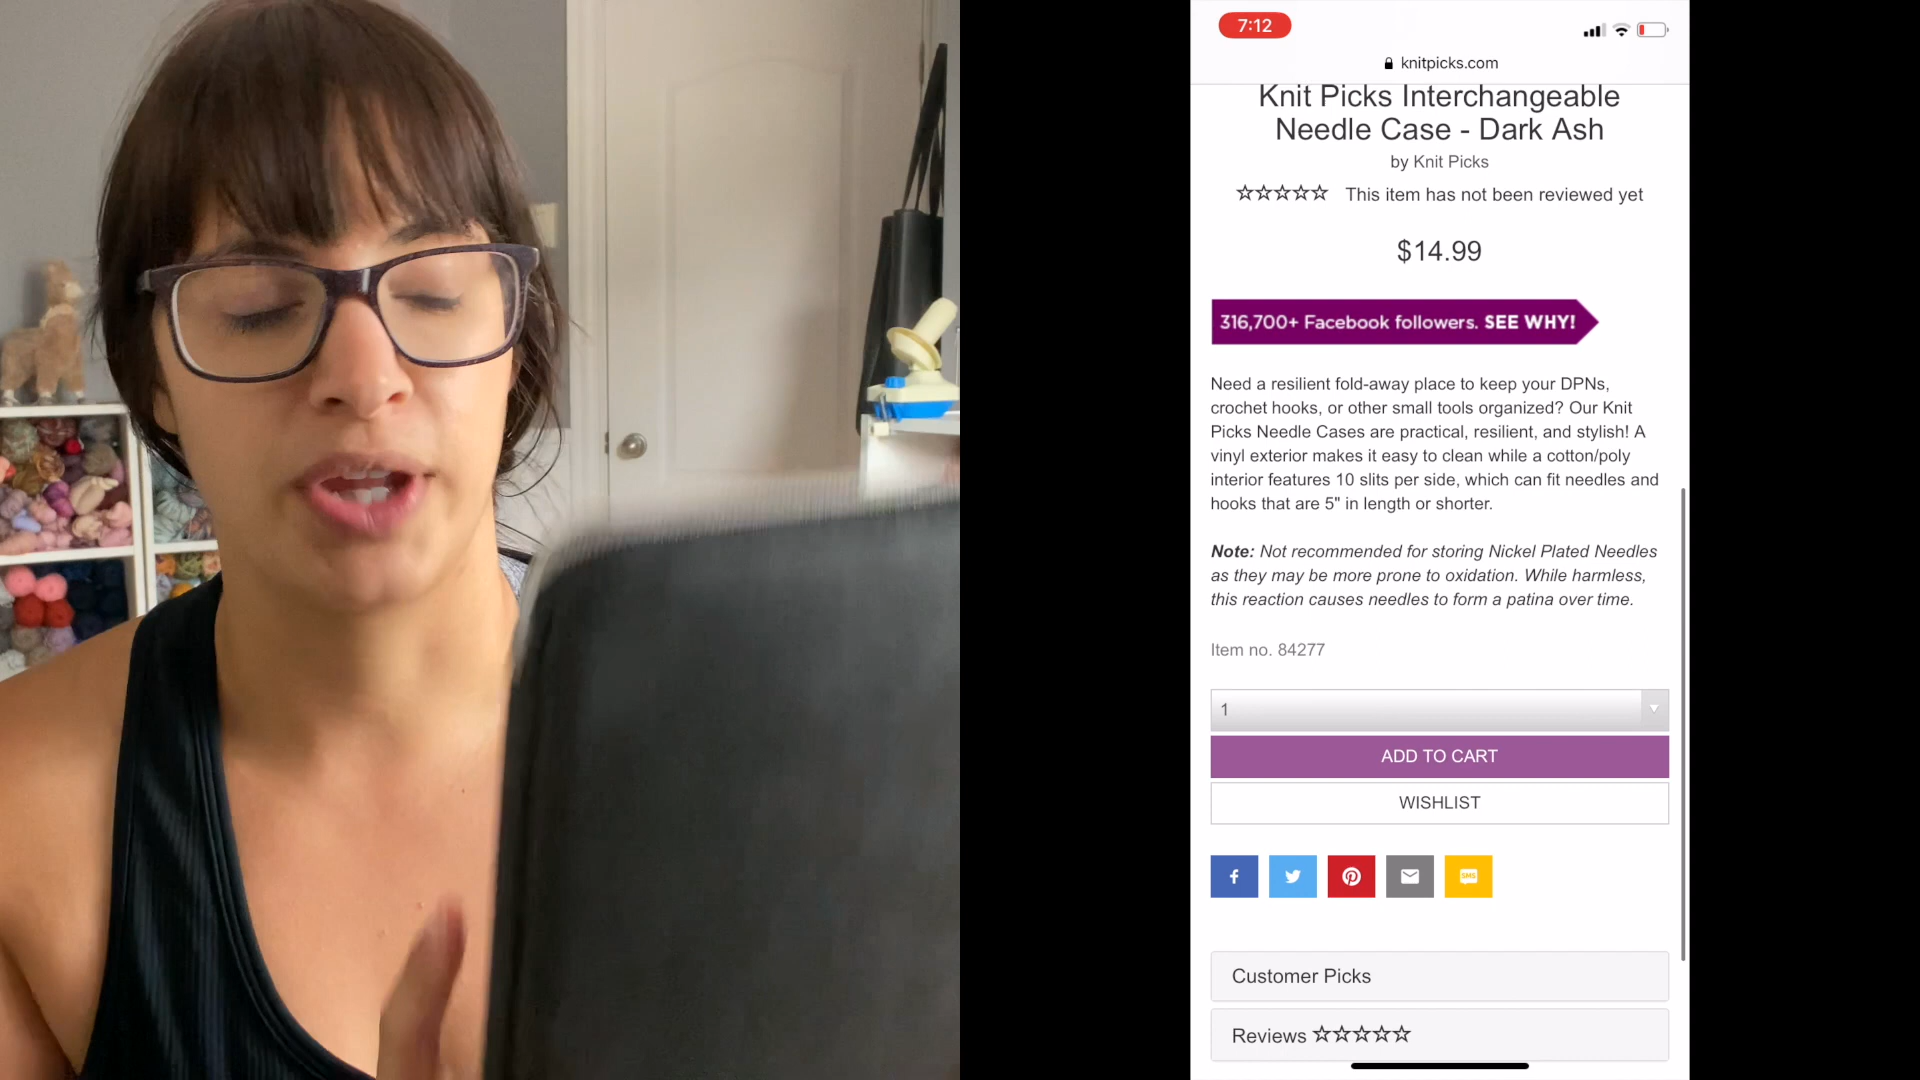 7:12
knitpicks.com
Knit Picks Interchangeable
Needle Case - Dark Ash
by Knit Picks
This item has not been reviewed yet
$14.99
316,700+ Facebook followers. SEE WHY!
Need a resilient fold-away place to keep your DPNs,
crochet hooks, or other small tools organized? Our Knit
Picks Needle Cases are practical, resilient, and stylish! A
vinyl exterior makes it easy to clean while a cotton/poly
interior features 10 slits per side, which can fit needles and
hooks that are 5" in length or shorter.
Note: Not recommended for storing Nickel Plated Needles
as they may be more prone to oxidation. While harmless,
this reaction causes needles to form a patina over time.
Item no. 84277
1
ADD TO CART
WISHLIST
SMS
Customer Picks
Reviews